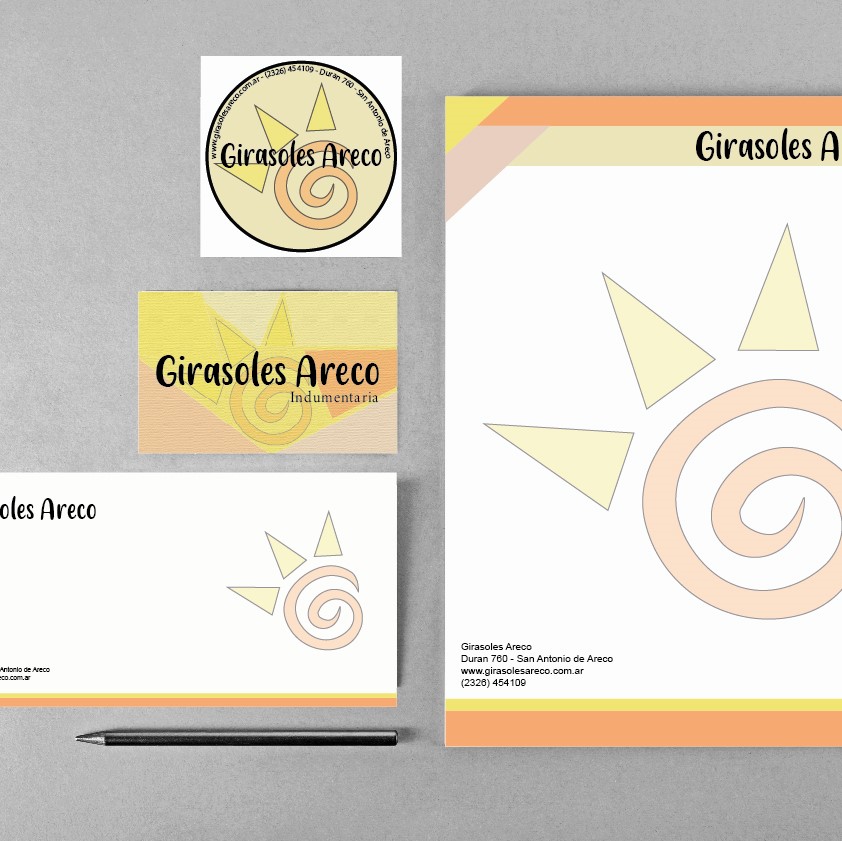 www.girasolesareco.com.ar - (2326) 454109 - Duran 760 - San Antonio de Areco
Girasoles Areco
Girasoles Areco
Indumentaria
oles Areco
ntonio de Areco
co.com.ar
Girasoles A
Girasoles Areco
Duran 760 - San Antonio de Areco
www.girasolesareco.com.ar
(2326) 454109